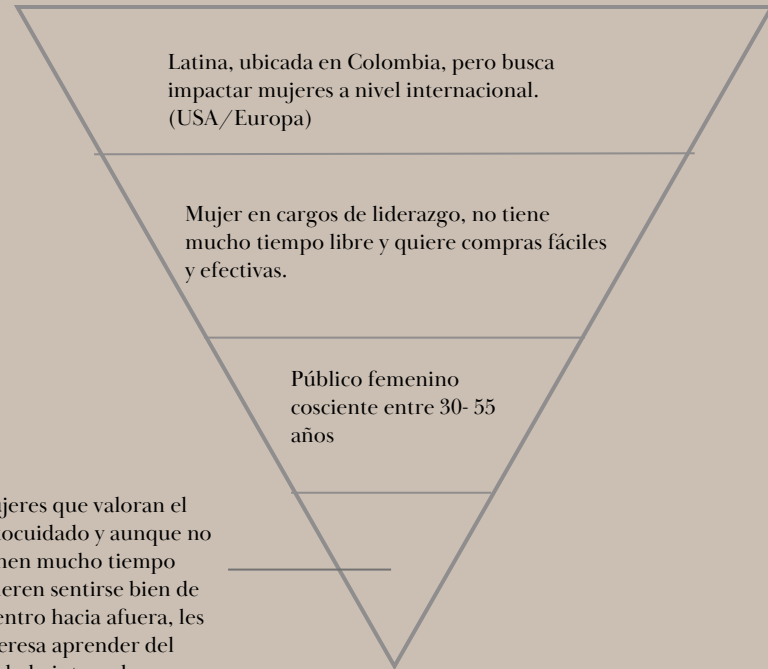 Latina, ubicada en Colombia, pero busca
impactar mujeres a nivel internacional.
(USA/Europa)
Mujer en cargos de liderazgo, no tiene
mucho tiempo libre y quiere compras fáciles
y efectivas.
Público femenino
cosciente entre 30- 55
años
jeres que valoran el
ocuidado y aunque no
nen mucho tiempo
ieren sentirse bien de
entro hacia afuera, les
eresa aprender del